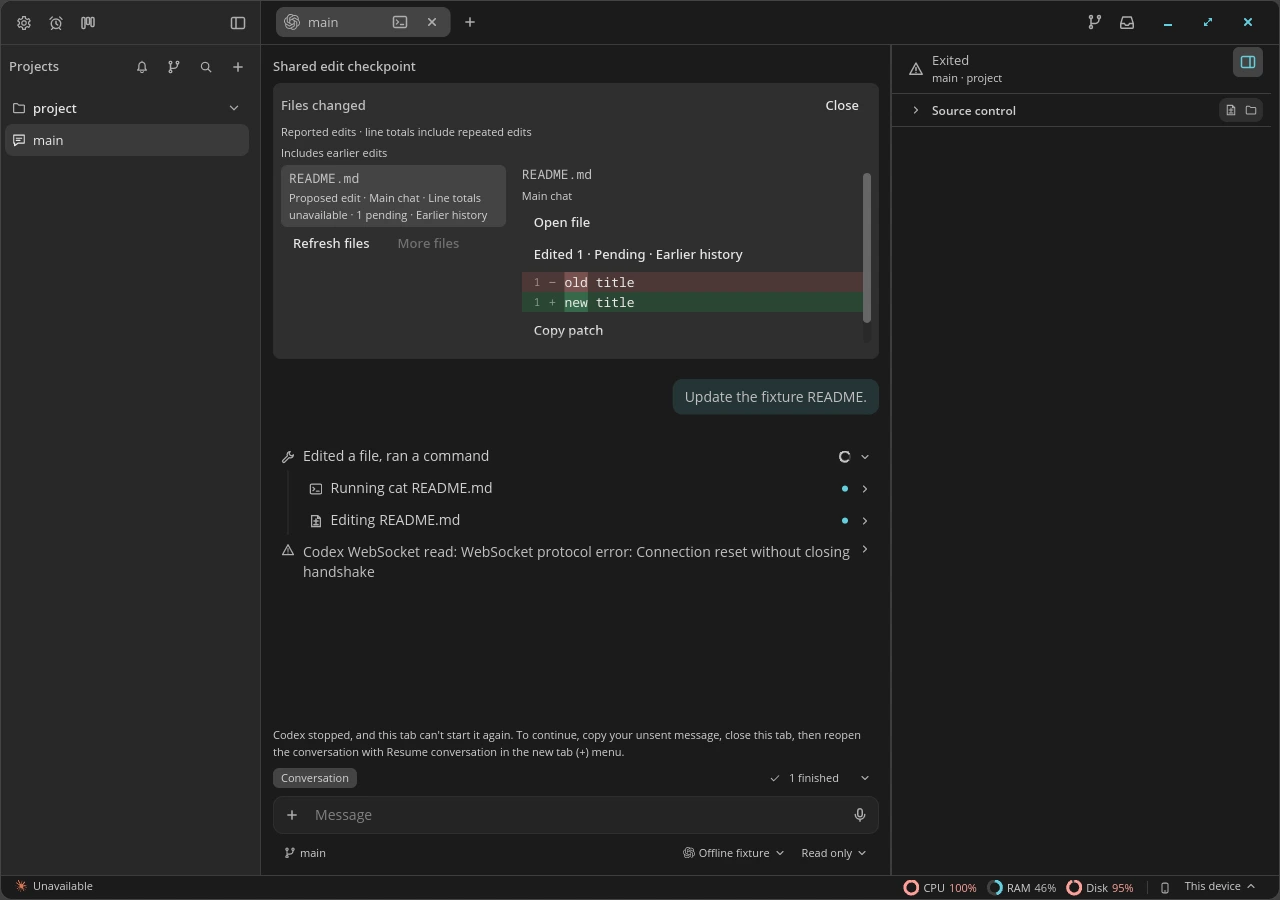 main
Projects
project
main
Shared edit checkpoint
Files changed
Close
Reported edits · line totals include repeated edits
Includes earlier edits
README.md
Proposed edit · Main chat · Line totals
unavailable · 1 pending · Earlier history
Refresh files
More files
README.md
Main chat
Open file
Edited 1 · Pending · Earlier history
1 − old title
1 + new title
Copy patch
Update the fixture README.
Edited a file, ran a command
Running cat README.md
Editing README.md
Codex WebSocket read: WebSocket protocol error: Connection reset without closing
handshake
Codex stopped, and this tab can't start it again. To continue, copy your unsent message, close this tab, then reopen
the conversation with Resume conversation in the new tab (+) menu.
Conversation
1 finished
Message
main
Offline fixture
Read only
Exited
main · project
Source control
Unavailable
CPU 100%
RAM 46%
Disk 95%
This device